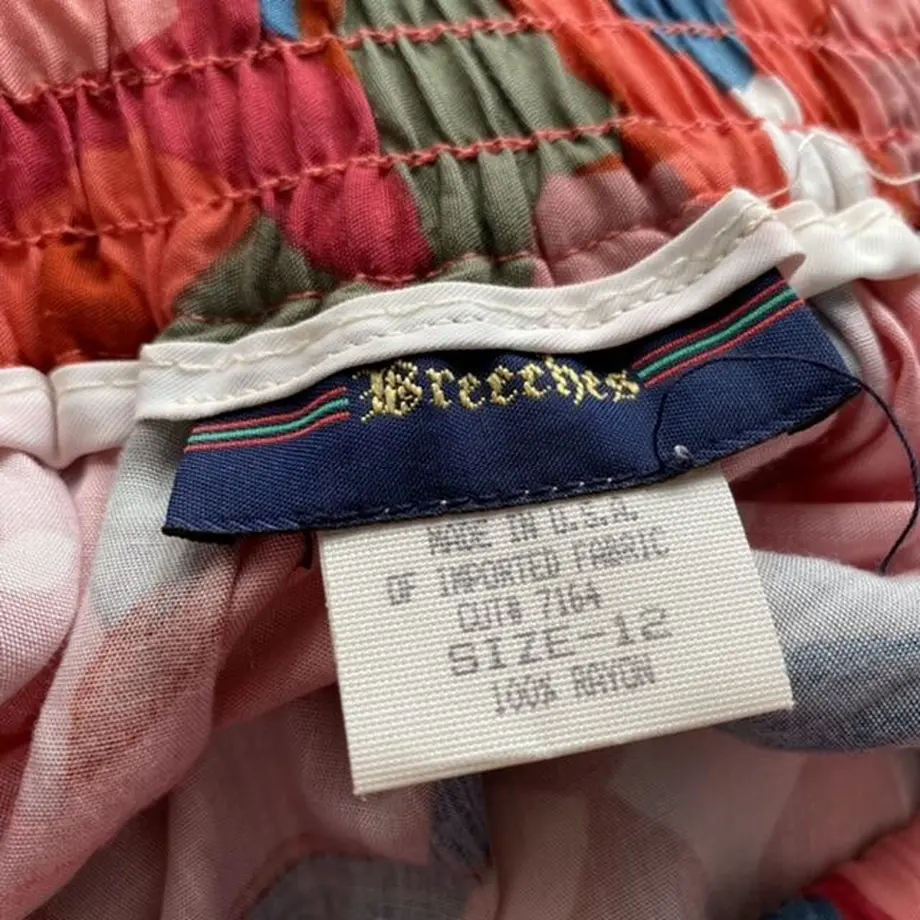 Breeches
MADE IN U.S.A.
OF IMPORTED FABRIC
CUT# 7164
SIZE-12
100% RAYON